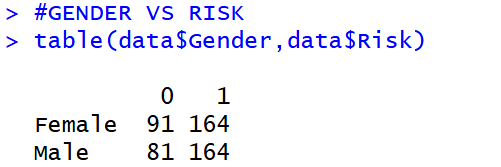 > #GENDER VS RISK
> table(data$Gender,data$Risk)
0 1
Female 91 164
Male 81 164